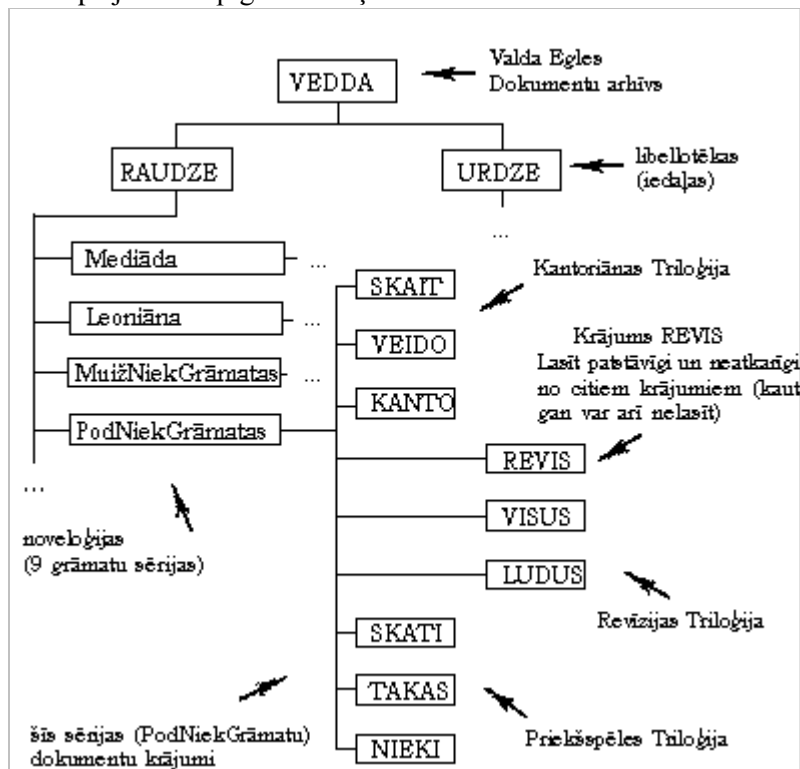 Valda Egles
Dokumentu arhīvs
VEDDA
RAUDZE
URDZE
libellotēkas
(iedaļas)
...
Mediāda
...
Kantoriānas Triloģija
SKAIT
Leoniāna
...
VEIDO
Krājums REVIS
Lasīt patstāvīgi un neatkarīgi
no citiem krājumiem (kaut
gan var arī nelasīt)
MuižNiekGrāmatas
...
KANTO
PodNiekGrāmatas
REVIS
...
VISUS
noveloģijas
(9 grāmatu sērijas)
LUDUS
Revīzijas Triloģija
SKATI
TAKAS
šīs sērijas (PodNiekGrāmatu)
dokumentu krājumi
Priekšspēles Triloģija
NIEKI